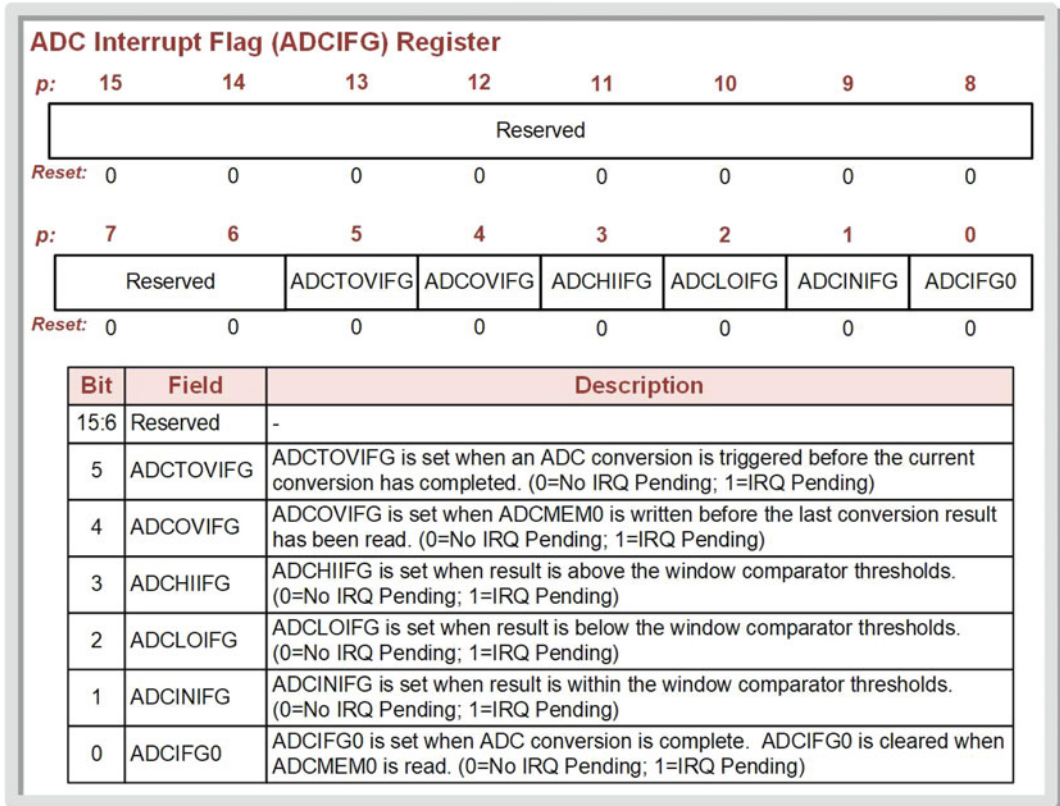 ADC Interrupt Flag (ADCIFG) Register
p: 15 14 13 12 11 10 9 8
Reserved
Reset: 0 0 0 0 0 0 0 0
p: 7 6 5 4 3 2 1 0
Reserved ADCTOVIFG ADCOVIFG ADCHIIFG ADCLOIFG ADCINIFG ADCIFG0
Reset: 0 0 0 0 0 0 0 0
Bit Field Description
15:6 Reserved -
5 ADCTOVIFG ADCTOVIFG is set when an ADC conversion is triggered before the current
conversion has completed. (0=No IRQ Pending; 1=IRQ Pending)
4 ADCOVIFG ADCOVIFG is set when ADCMEM0 is written before the last conversion result
has been read. (0=No IRQ Pending; 1=IRQ Pending)
3 ADCHIIFG ADCHIIFG is set when result is above the window comparator thresholds.
(0=No IRQ Pending; 1=IRQ Pending)
2 ADCLOIFG ADCLOIFG is set when result is below the window comparator thresholds.
(0=No IRQ Pending; 1=IRQ Pending)
1 ADCINIFG ADCINIFG is set when result is within the window comparator thresholds.
(0=No IRQ Pending; 1=IRQ Pending)
0 ADCIFG0 ADCIFG0 is set when ADC conversion is complete. ADCIFG0 is cleared when
ADCMEM0 is read. (0=No IRQ Pending; 1=IRQ Pending)